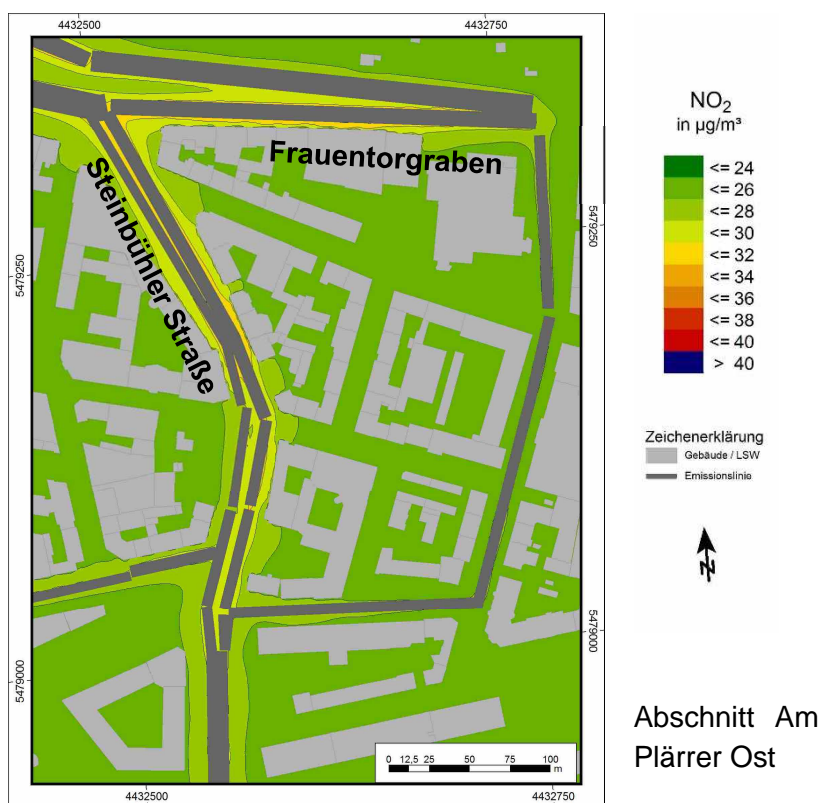 4432500 4432750
Frauentorgraben
Steinbühler Straße
5479250
5479250
5479000
5479000
0 12,5 25 50 75 100
m
4432500 4432750
NO2
in µg/m³
<= 24
<= 26
<= 28
<= 30
<= 32
<= 34
<= 36
<= 38
<= 40
> 40
Zeichenerklärung
Gebäude / LSW
Emissionslinie
N
Abschnitt Am
Plärrer Ost